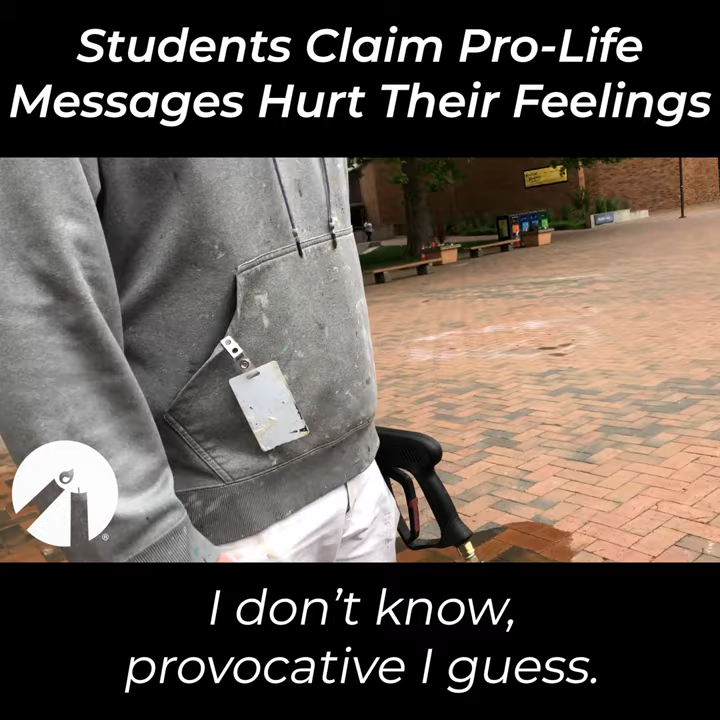 Students Claim Pro-Life
Messages Hurt Their Feelings
®
I don't know,
provocative I guess.